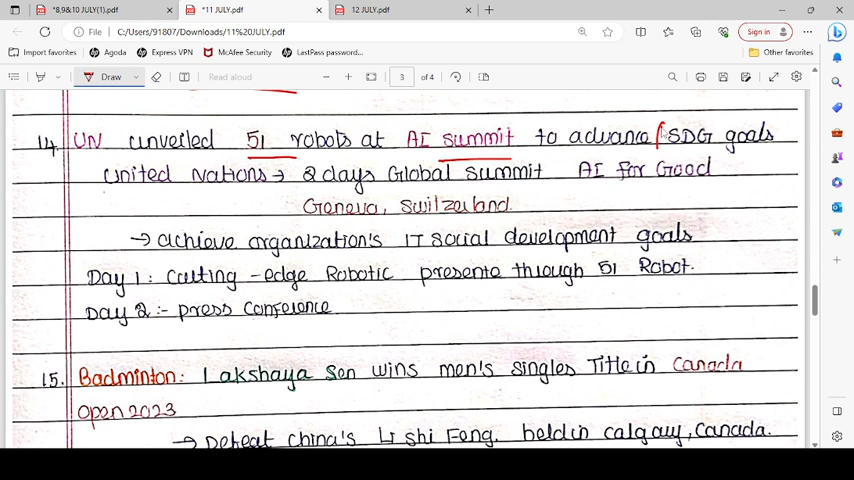 *8,9&10 JULY(1).pdf
*11 JULY.pdf
12 JULY.pdf
File
C:/Users/91807/Downloads/11%20JULY.pdf
Sign in
Import favorites
Agoda
Express VPN
McAfee Security
LastPass password...
Other favorites
Draw
Read aloud
3 of 4
14. UN unveiled 51 robots at AI summit to advance SDG goals
United Nations → 2 days Global Summit AI for Good
Geneva, Switzerland.
→ achieve organization's IT social development goals
Day 1: Cutting-edge Robotic presente through 51 Robot.
Day 2 :- press Conference
15. Badminton: Lakshaya Sen wins men's singles Title in Canada
Open 2023
→ Defeat china's Li shi Feng. held in calgary, Canada.